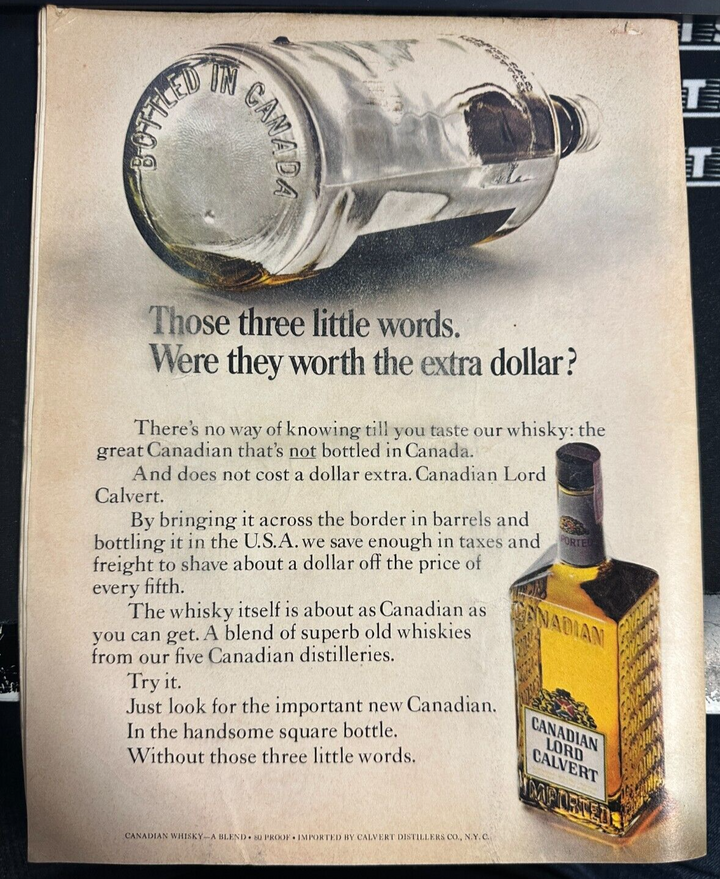 BOTTLED IN CANADA
Those three little words.
Were they worth the extra dollar?
There's no way of knowing till you taste our whisky: the
great Canadian that's not bottled in Canada.
And does not cost a dollar extra. Canadian Lord
Calvert.
By bringing it across the border in barrels and
bottling it in the U.S.A. we save enough in taxes and
freight to shave about a dollar off the price of
every fifth.
The whisky itself is about as Canadian as
you can get. A blend of superb old whiskies
from our five Canadian distilleries.
Try it.
Just look for the important new Canadian.
In the handsome square bottle.
Without those three little words.
CANADIAN
CANADIAN
LORD
CALVERT
IMPORTED
CANADIAN WHISKY—A BLEND • 80 PROOF • IMPORTED BY CALVERT DISTILLERS CO., N.Y.C.